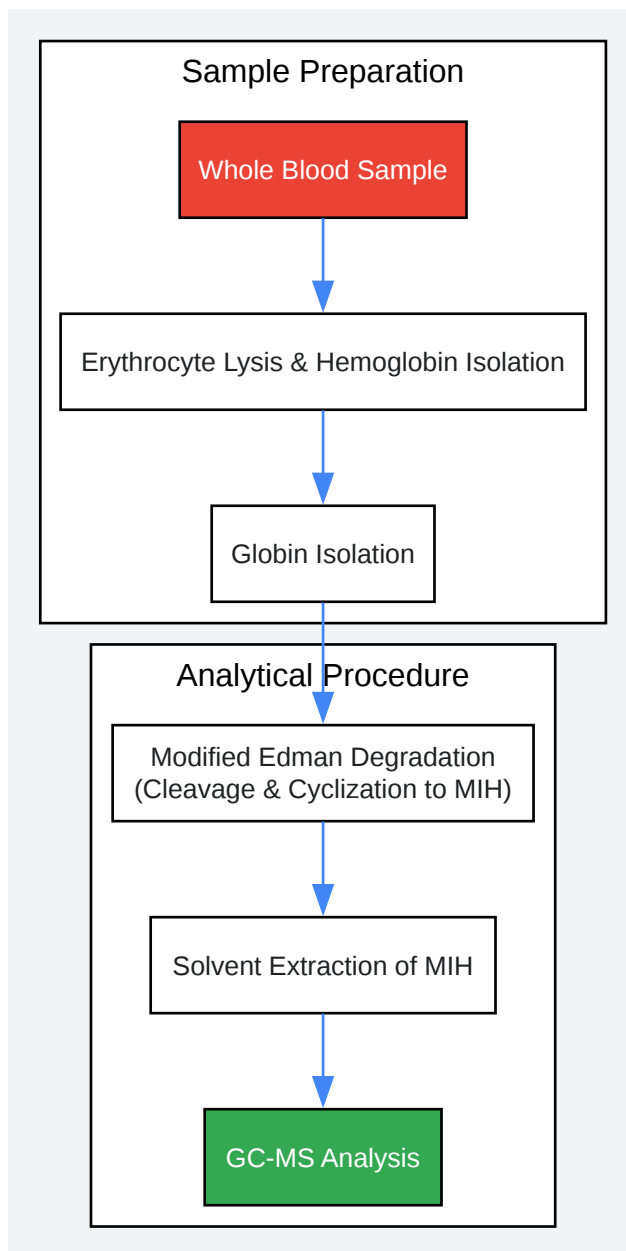 Sample Preparation
Whole Blood Sample
Erythrocyte Lysis & Hemoglobin Isolation
Globin Isolation
Analytical Procedure
Modified Edman Degradation
(Cleavage & Cyclization to MIH)
Solvent Extraction of MIH
GC-MS Analysis